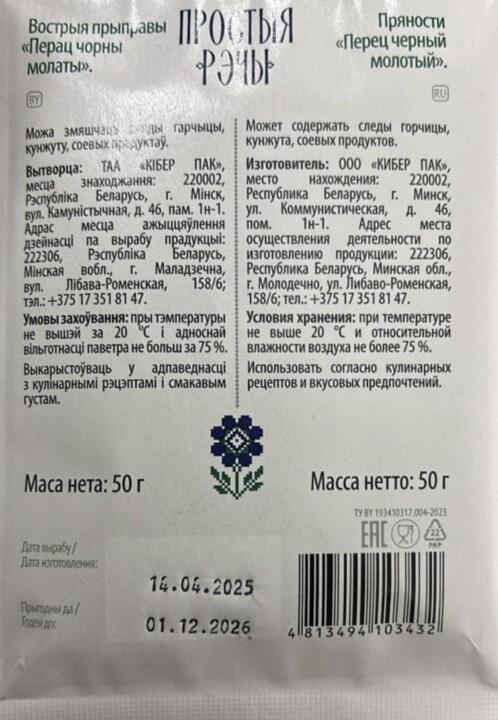 Вострыя прыправы
«Перац чорны
молаты».
BY
ПРОСТЫЯ
РЭЧЫ
Пряности
«Перец черный
молотый».
RU
Можа змяшчаць гарчыцы,
кунжуту, соевых прадуктаў.
Вытворца: ТАА «КІБЕР ПАК»,
месца знаходжання: 220002,
Рэспубліка Беларусь, г. Мінск,
вул. Камуністычная, д. 46, пам. 1н-1.
Адрас месца ажыццяўлення
дзейнасці па вырабу прадукцыі:
222306, Рэспубліка Беларусь,
Мінская вобл., г. Маладзечна,
вул. Лібава-Роменская, 158/6;
тэл.: +375 17 351 81 47.
Умовы захоўвання: пры тэмпературы
не вышэй за 20 °С і адноснай
вільготнасці паветра не больш за 75 %.
Выкарыстоўваць у адпаведнасці
з кулінарнымі рэцэптамі і смакавым
густам.
Может содержать следы горчицы,
кунжута, соевых продуктов.
Изготовитель: ООО «КИБЕР ПАК»,
место нахождения: 220002,
Республика Беларусь, г. Минск,
ул. Коммунистическая, д. 46,
пом. 1н-1. Адрес места
осуществления деятельности по
изготовлению продукции: 222306,
Республика Беларусь, Минская обл.,
г. Молодечно, ул. Либаво-Роменская,
158/6; тел.: +375 17 351 81 47.
Условия хранения: при температуре
не выше 20 °С и относительной
влажности воздуха не более 75 %.
Использовать согласно кулинарных
рецептов и вкусовых предпочтений.
Маса нета: 50 г
Масса нетто: 50 г
ТУ BY 193410317.004-2023
EAC
22
PAP
Дата вырабу/
Дата изготовления:
14.04.2025
Прыгодны да/
Годен до:
01.12.2026
4 813494 103432